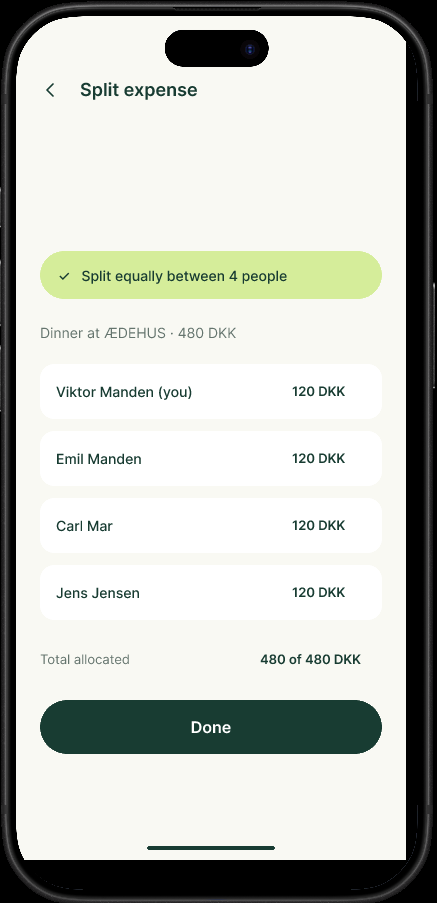 Split expense
Split equally between 4 people
Dinner at ÆDEHUS · 480 DKK
Viktor Manden (you) 120 DKK
Emil Manden 120 DKK
Carl Mar 120 DKK
Jens Jensen 120 DKK
Total allocated 480 of 480 DKK
Done